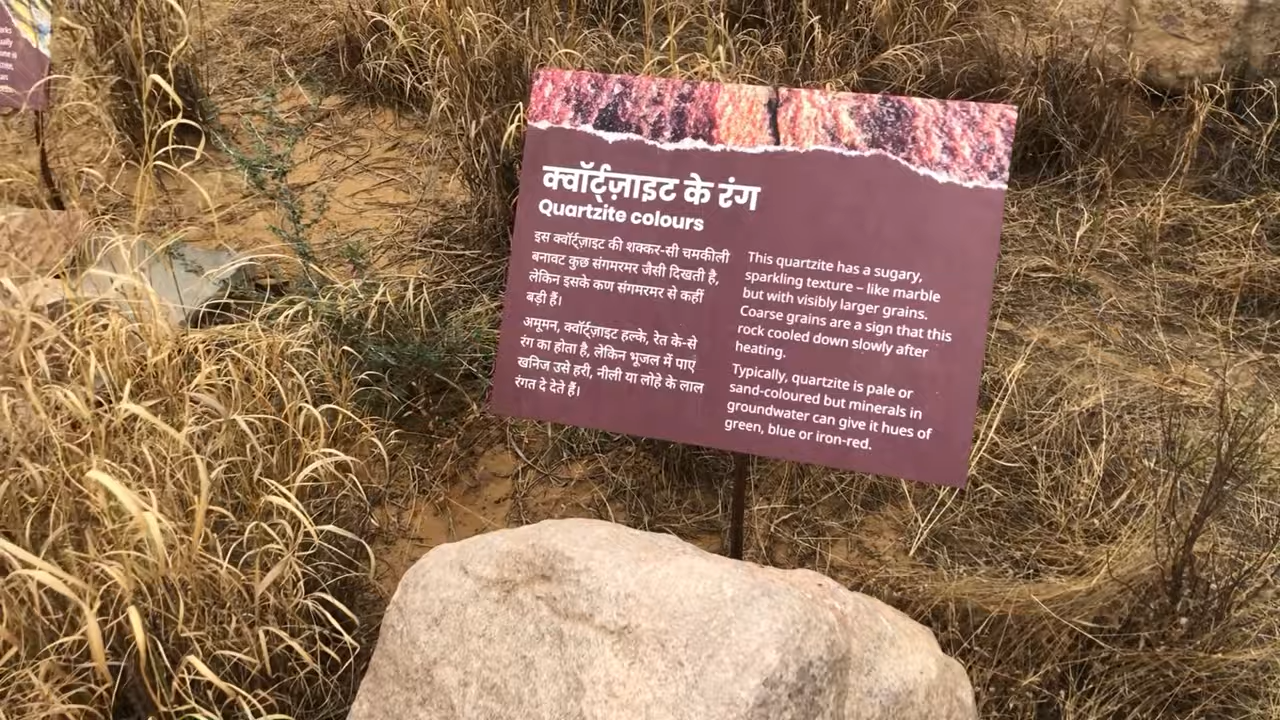 क्वॉर्ट्ज़ाइट के रंग
Quartzite colours
इस क्वॉर्ट्ज़ाइट की शक्कर-सी चमकीली
बनावट कुछ संगमरमर जैसी दिखती है,
लेकिन इसके कण संगमरमर से कहीं
बड़ी हैं।
अमूमन, क्वॉर्ट्ज़ाइट हल्के, रेत के-से
रंग का होता है, लेकिन भूजल में पाए
खनिज उसे हरी, नीली या लोहे के लाल
रंगत दे देते हैं।
This quartzite has a sugary,
sparkling texture – like marble
but with visibly larger grains.
Coarse grains are a sign that this
rock cooled down slowly after
heating.
Typically, quartzite is pale or
sand-coloured but minerals in
groundwater can give it hues of
green, blue or iron-red.